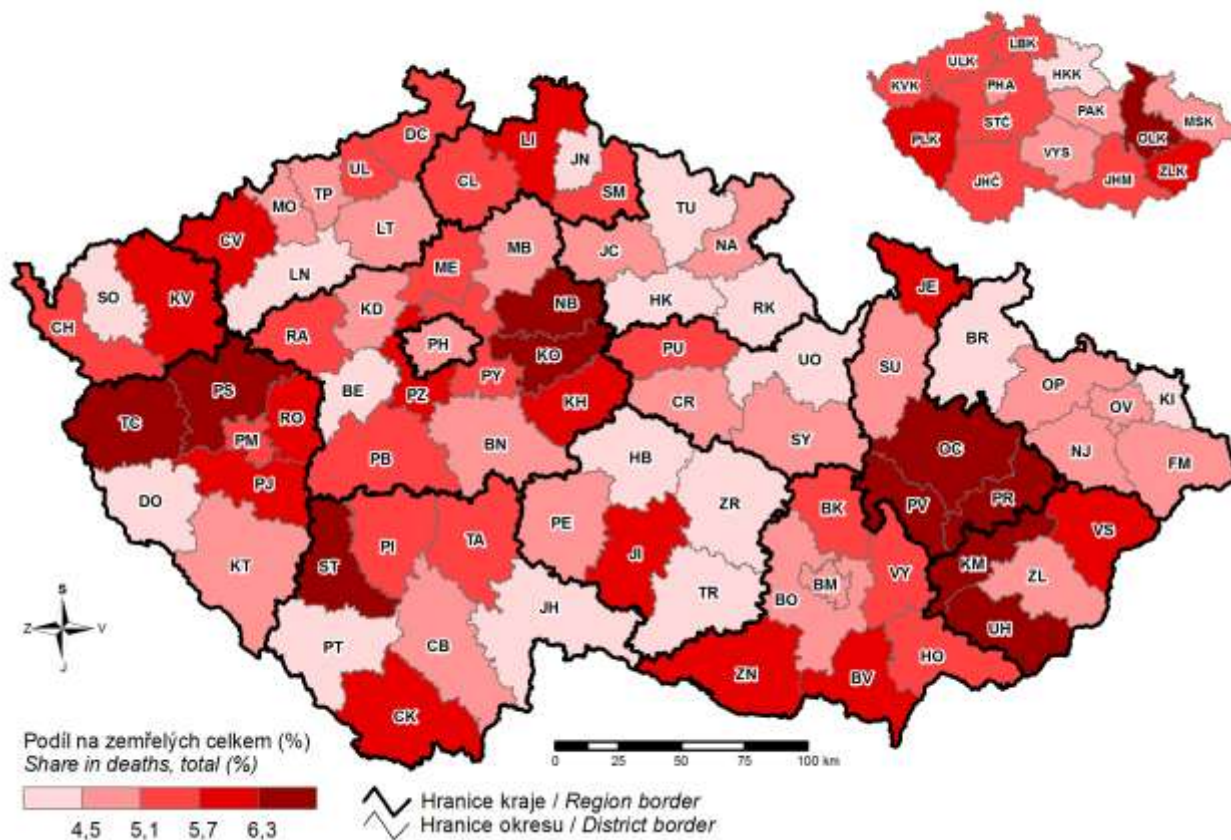 LBK
ULK
HKK
KVK
PHA
PAK
STČ
MSK
PLK
OLK
VYS
ZLK
JHČ
JHM
DC
LI
JN
UL
CL
SM
TP
TU
MO
LT
MB
JC
NA
CV
ME
LN
SO
KV
KD
NB
HK
RK
JE
CH
RA
PH
KO
PU
UO
BR
PS
BE
PZ
PY
SU
OP
KI
TC
RO
KH
CR
OV
PM
BN
SY
OC
NJ
FM
PB
HB
PJ
DO
ZR
PV
PR
PE
BK
VS
ST
PI
TA
JI
KM
KT
BM
VY
ZL
TR
BO
JH
UH
PT
CB
HO
ZN
BV
CK
S
Z V
J
Podíl na zemřelých celkem (%)
Share in deaths, total (%)
4,5 5,1 5,7 6,3
0 25 50 75 100 km
Hranice kraje / Region border
Hranice okresu / District border